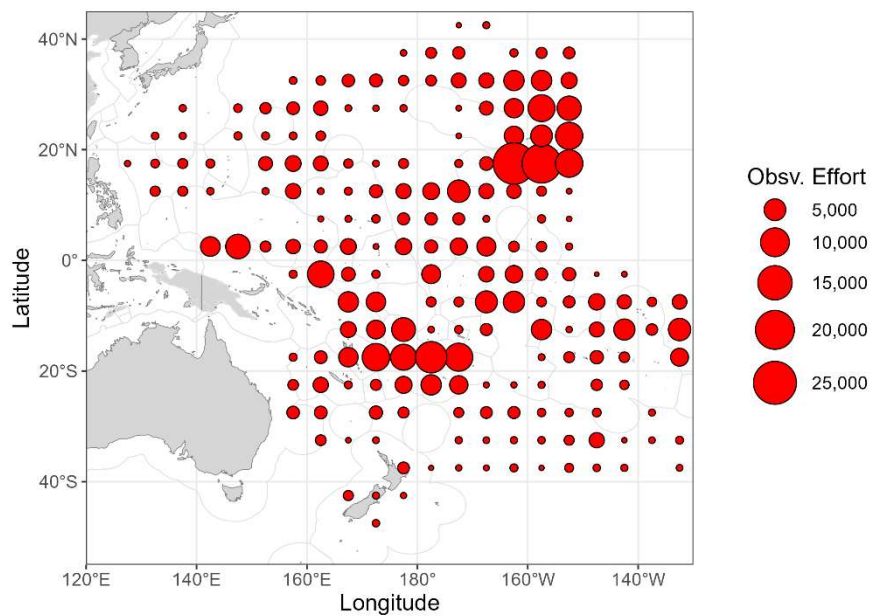 40°N
20°N
0°
20°S
40°S
Latitude
120°E
140°E
160°E
180°
160°W
140°W
Longitude
Obsv. Effort
5,000
10,000
15,000
20,000
25,000